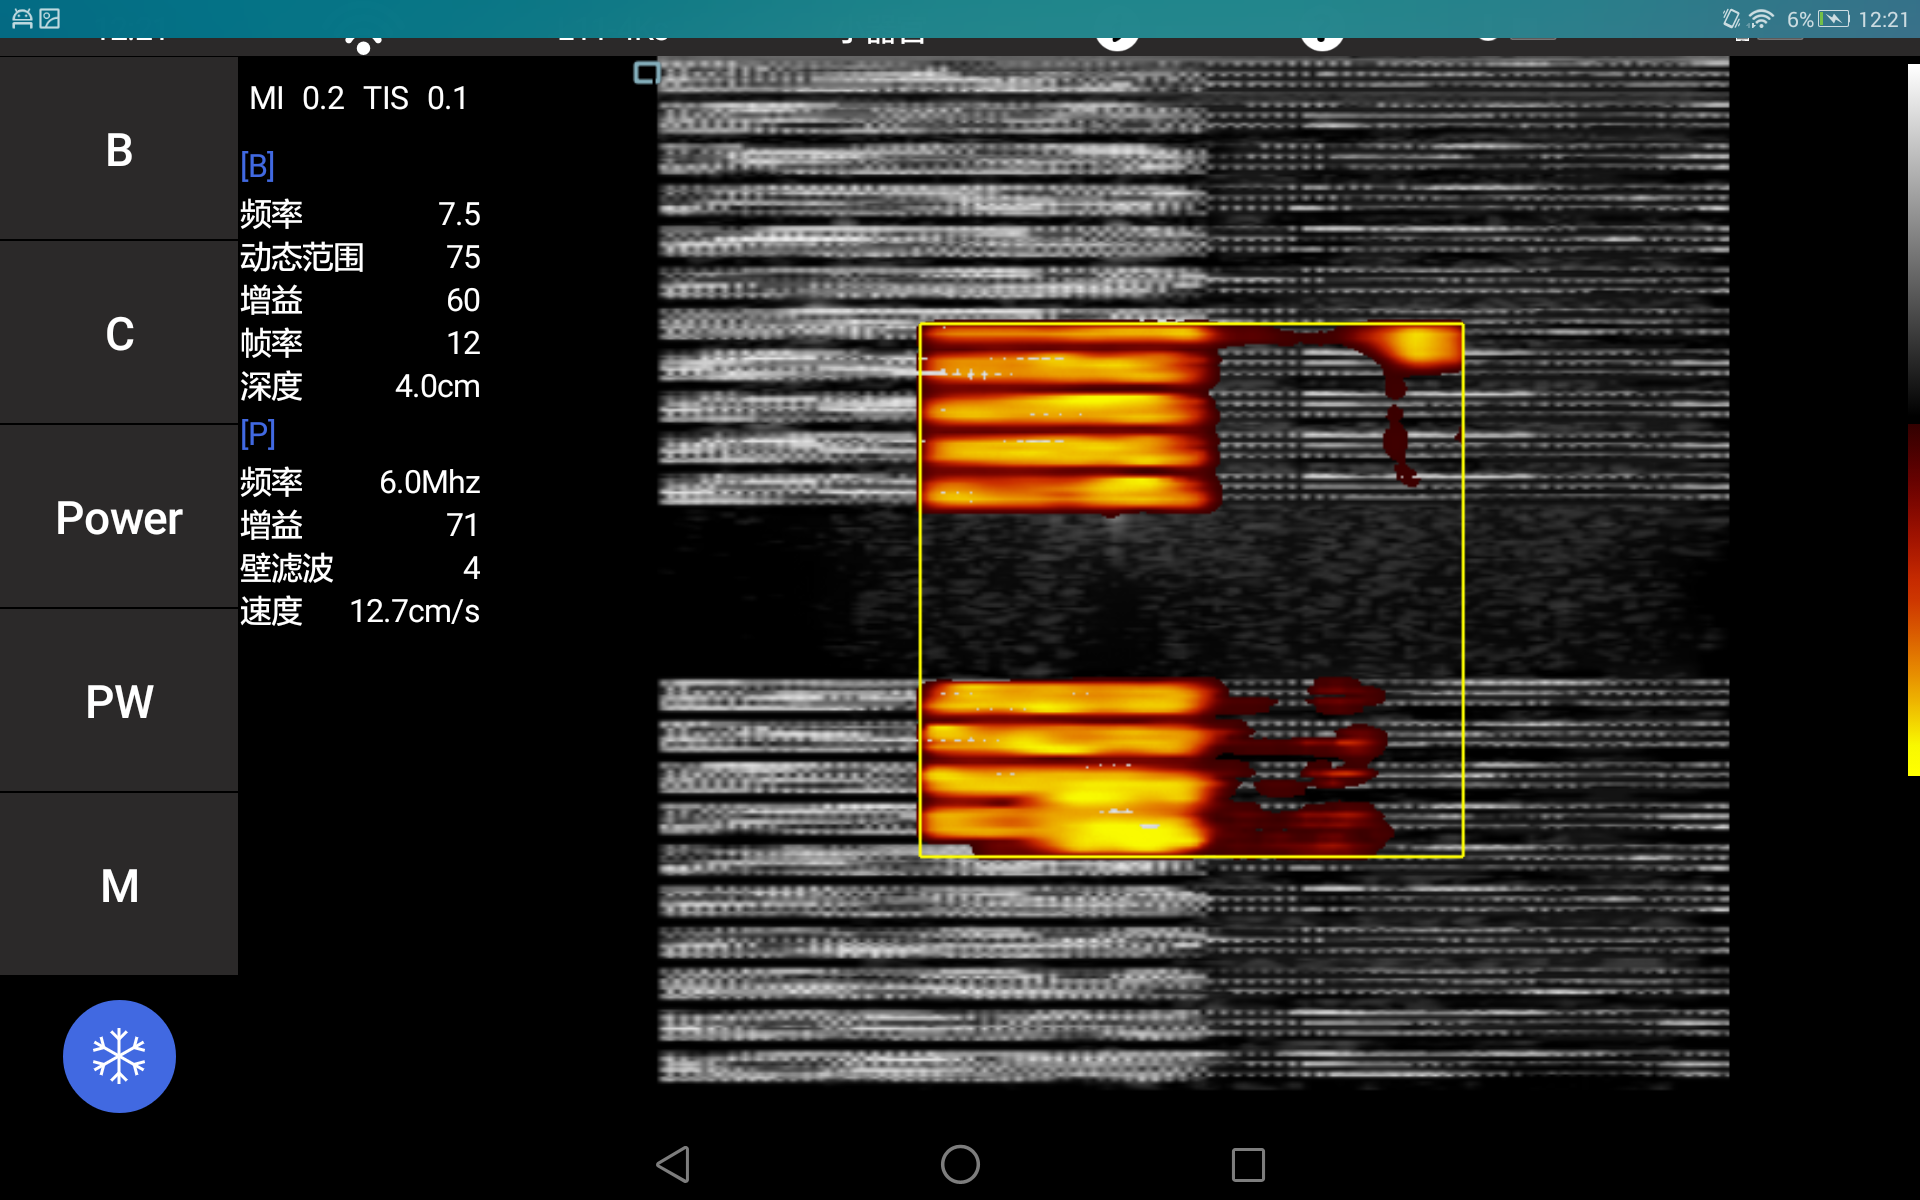 6% 12:21
MI 0.2 TIS 0.1
B
[B]
频率 7.5
动态范围 75
增益 60
C
帧率 12
深度 4.0cm
[P]
频率 6.0Mhz
Power
增益 71
壁滤波 4
速度 12.7cm/s
PW
M